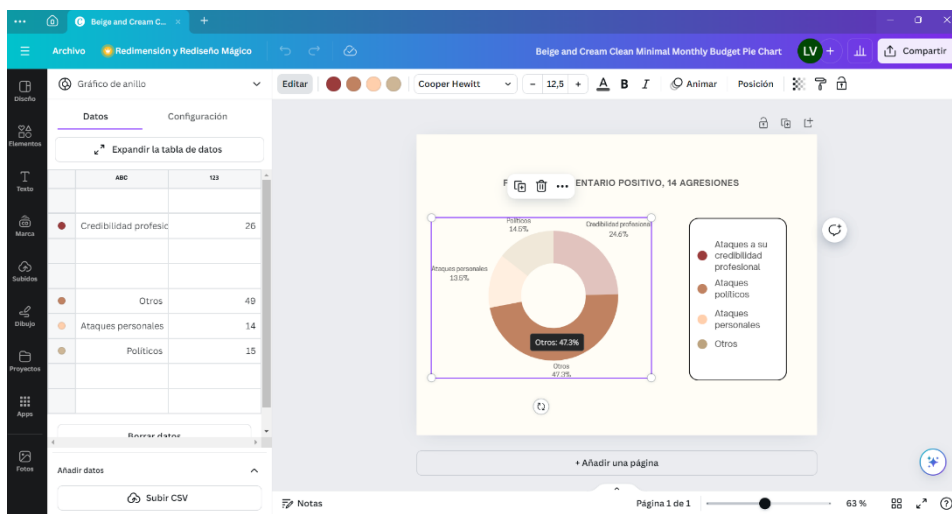 Beige and Cream C...
Archivo
Redimensión y Rediseño Mágico
Beige and Cream Clean Minimal Monthly Budget Pie Chart
LV
Compartir
Diseño
Elementos
Texto
Marca
Subidos
Dibujo
Proyectos
Apps
Fotos
Gráfico de anillo
Datos
Configuración
Expandir la tabla de datos
ABC
123
Credibilidad profesic
26
Otros
49
Ataques personales
14
Políticos
15
Borrar datos
Añadir datos
Subir CSV
Editar
Cooper Hewitt
– 12,5 +
A B I
Animar
Posición
ENTARIO POSITIVO, 14 AGRESIONES
Políticos
14.5%
Credibilidad profesional
24.6%
Ataques personales
13.5%
Otros: 47.3%
Otros
47.3%
Ataques a su
credibilidad
profesional
Ataques
políticos
Ataques
personales
Otros
+ Añadir una página
Notas
Página 1 de 1
63 %